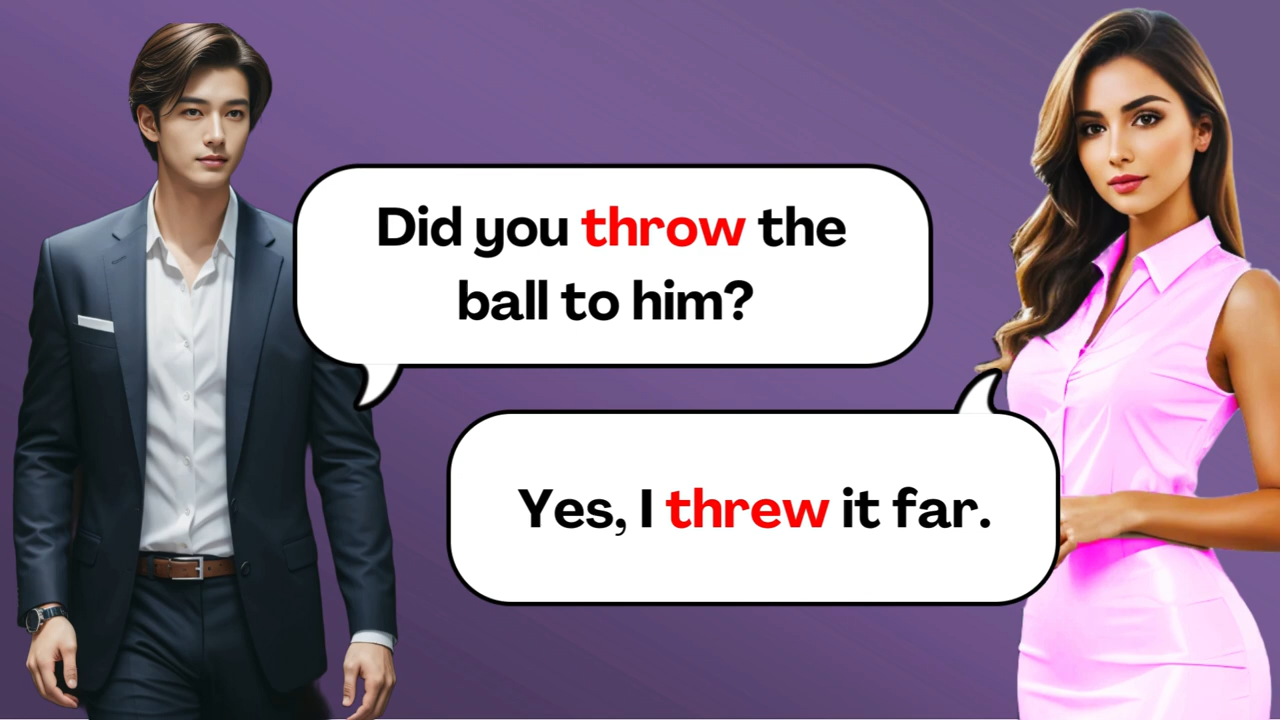 Did you throw the
ball to him?
Yes, I threw it far.